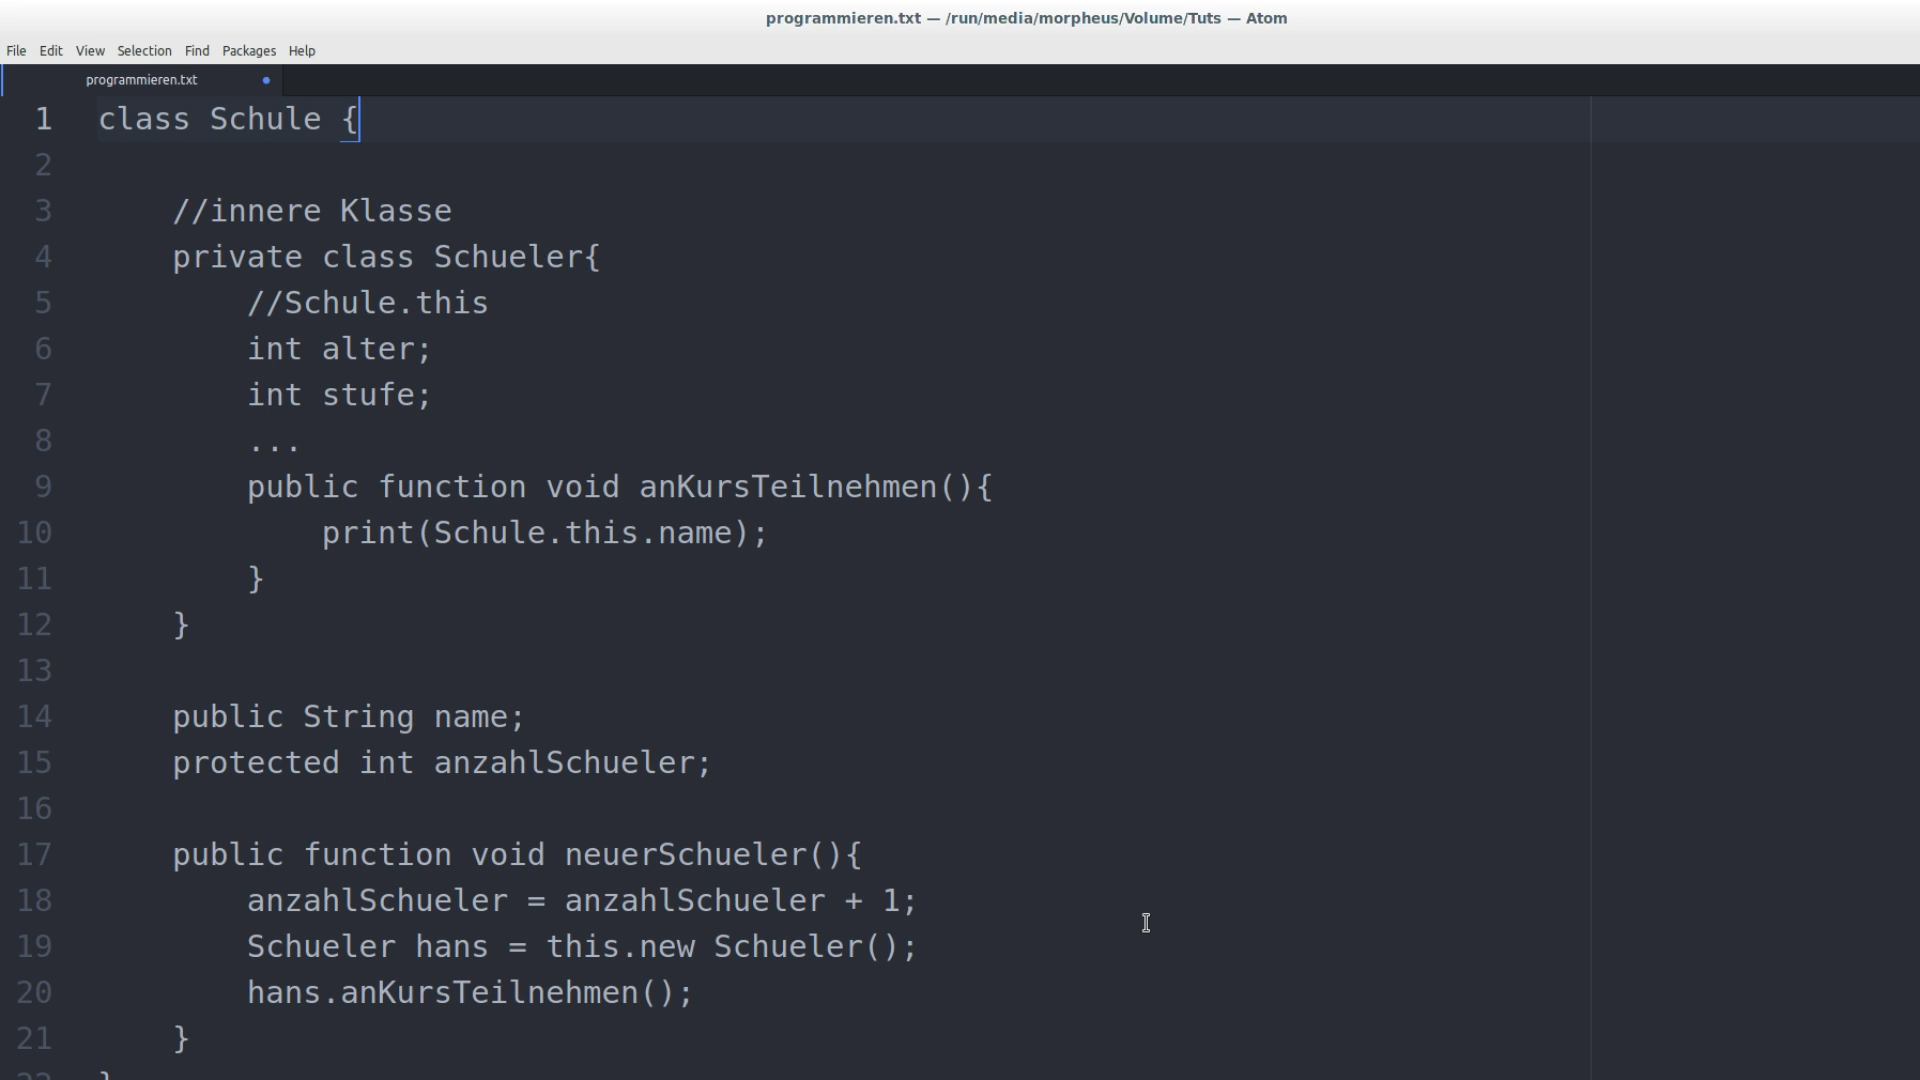 programmieren.txt — /run/media/morpheus/Volume/Tuts — Atom
File Edit View Selection Find Packages Help
programmieren.txt
1 class Schule {
2
3 //innere Klasse
4 private class Schueler{
5 //Schule.this
6 int alter;
7 int stufe;
8 ...
9 public function void anKursTeilnehmen(){
10 print(Schule.this.name);
11 }
12 }
13
14 public String name;
15 protected int anzahlSchueler;
16
17 public function void neuerSchueler(){
18 anzahlSchueler = anzahlSchueler + 1;
19 Schueler hans = this.new Schueler();
20 hans.anKursTeilnehmen();
21 }
22 }